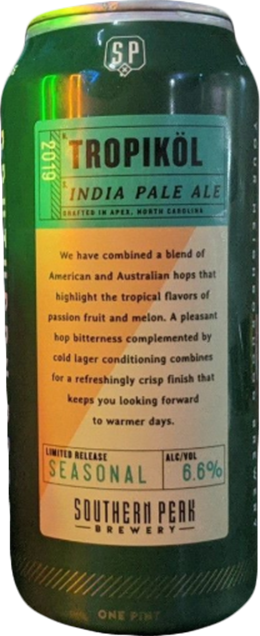 SP
2019
TROPIKÖL
INDIA PALE ALE
CRAFTED IN APEX, NORTH CAROLINA
We have combined a blend of
American and Australian hops that
highlight the tropical flavors of
passion fruit and melon. A pleasant
hop bitterness complemented by
cold lager conditioning combines
for a refreshingly crisp finish that
keeps you looking forward
to warmer days.
LIMITED RELEASE
SEASONAL
ALC/VOL
6.6%
SOUTHERN PEAK
BREWERY
ONE PINT